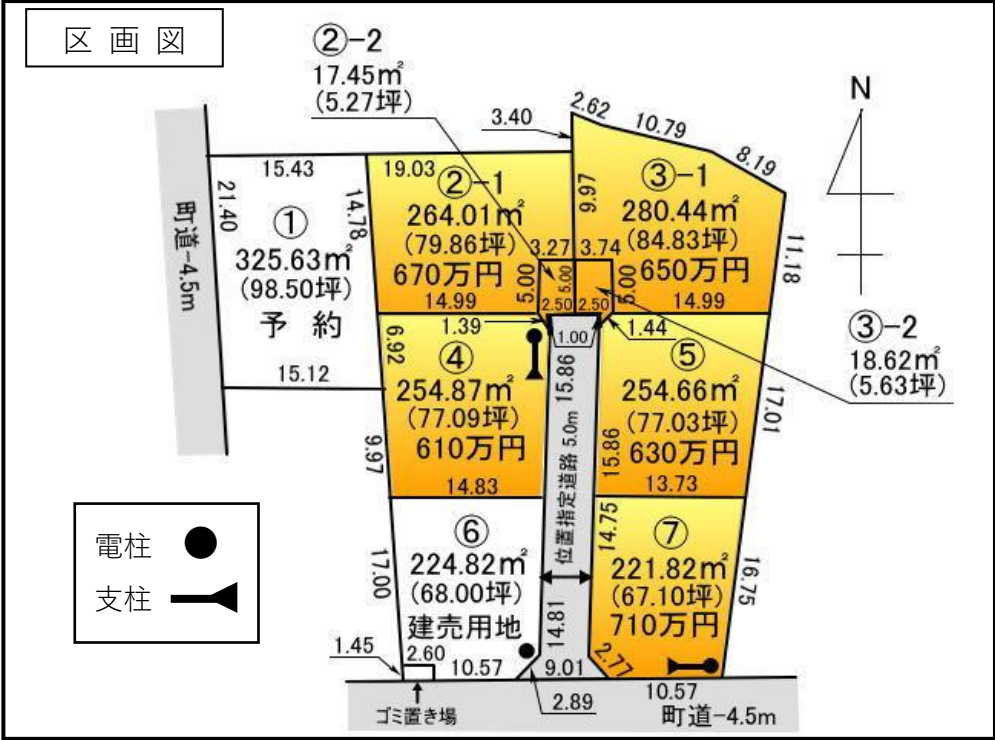 区画図
②-2
17.45㎡
(5.27坪)
3.40
2.62
10.79
8.19
N
町道-4.5m
21.40
15.43
①
325.63㎡
(98.50坪)
予約
15.12
14.78
19.03
②-1
264.01㎡
(79.86坪)
670万円
14.99
3.27
5.00
5.00
2.50
9.97
③-1
280.44㎡
(84.83坪)
650万円
14.99
3.74
5.00
2.50
11.18
③-2
18.62㎡
(5.63坪)
1.39
1.00
1.44
6.92
④
254.87㎡
(77.09坪)
610万円
14.83
9.97
15.86
位置指定道路 5.0m
⑤
254.66㎡
(77.03坪)
630万円
13.73
15.86
17.01
電柱
支柱
⑥
224.82㎡
(68.00坪)
建売用地
17.00
1.45
2.60
10.57
14.81
9.01
2.89
⑦
221.82㎡
(67.10坪)
710万円
14.75
16.75
2.77
10.57
ゴミ置き場
町道-4.5m